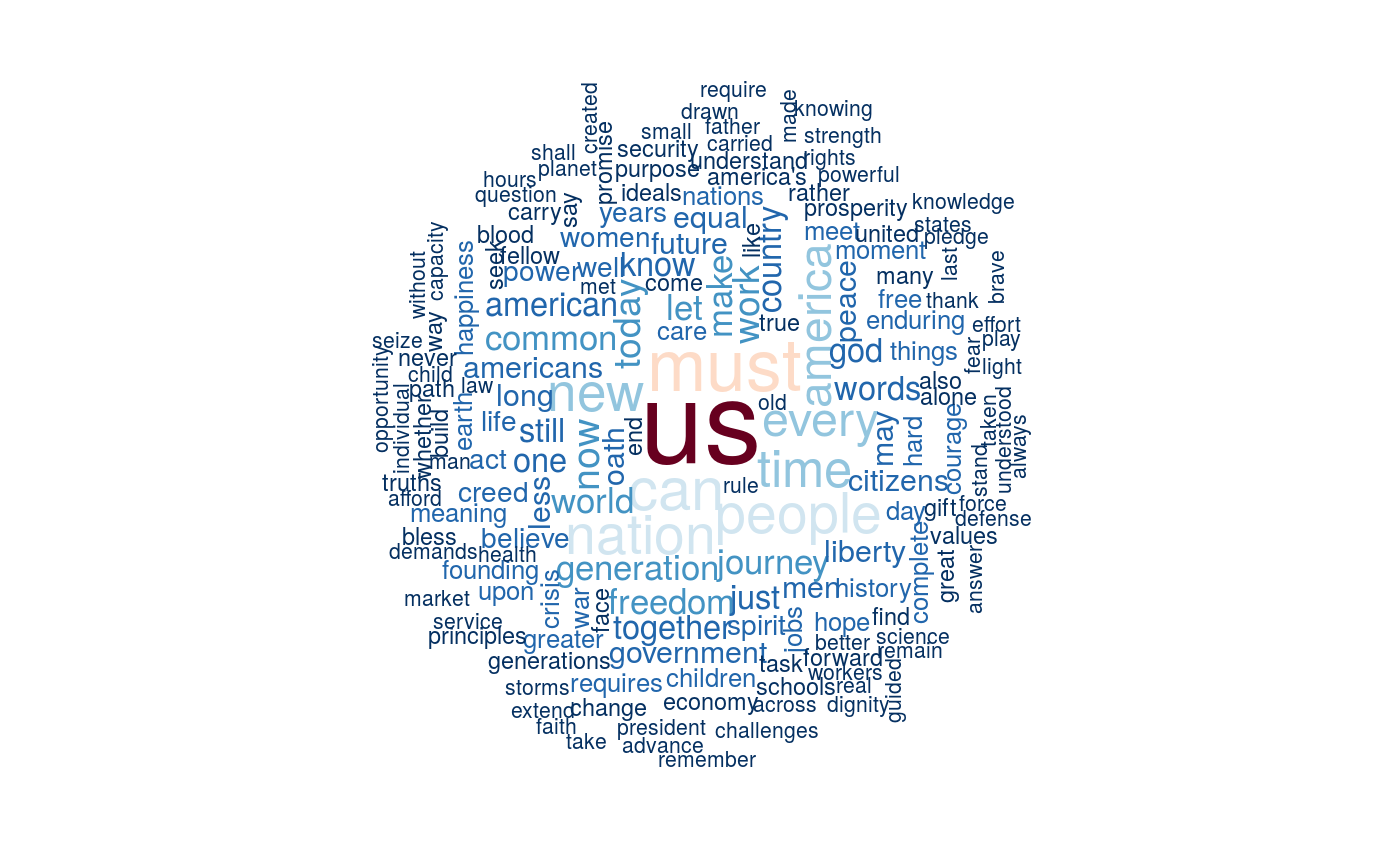 require
drawn
created
made
knowing
small
father
strength
carried
shall
security
promise
understand
rights
planet
purpose
america's
powerful
hours
question
ideals
nations
rather
carry
say
years
equal
prosperity
knowledge
blood
women
future
like
country
meet
united
states
pledge
without
capacity
happiness
seek
fellow
power
well
know
make
work
america
peace
moment
last
brave
met
come
many
way
american
today
let
true
free
thank
enduring
effort
seize
common
care
play
never
must
god
things
fear
light
opportunity
child
americans
path
law
long
new
old
words
also
alone
individual
whether
build
earth
life
still
now
oath
end
us
every
may
hard
courage
taken
understood
always
man
act
one
time
stand
truths
afford
creed
less
world
can
rule
citizens
meaning
people
day
gift
force
defense
bless
believe
nation
complete
values
demands
health
generation
journey
liberty
great
answer
founding
crisis
upon
war
face
freedom
just
men
history
market
service
together
spirit
jobs
hope
find
principles
greater
government
better
science
remain
generations
task
forward
workers
guided
storms
requires
children
schools
real
extend
change
economy
across
dignity
faith
president
challenges
take
advance
remember